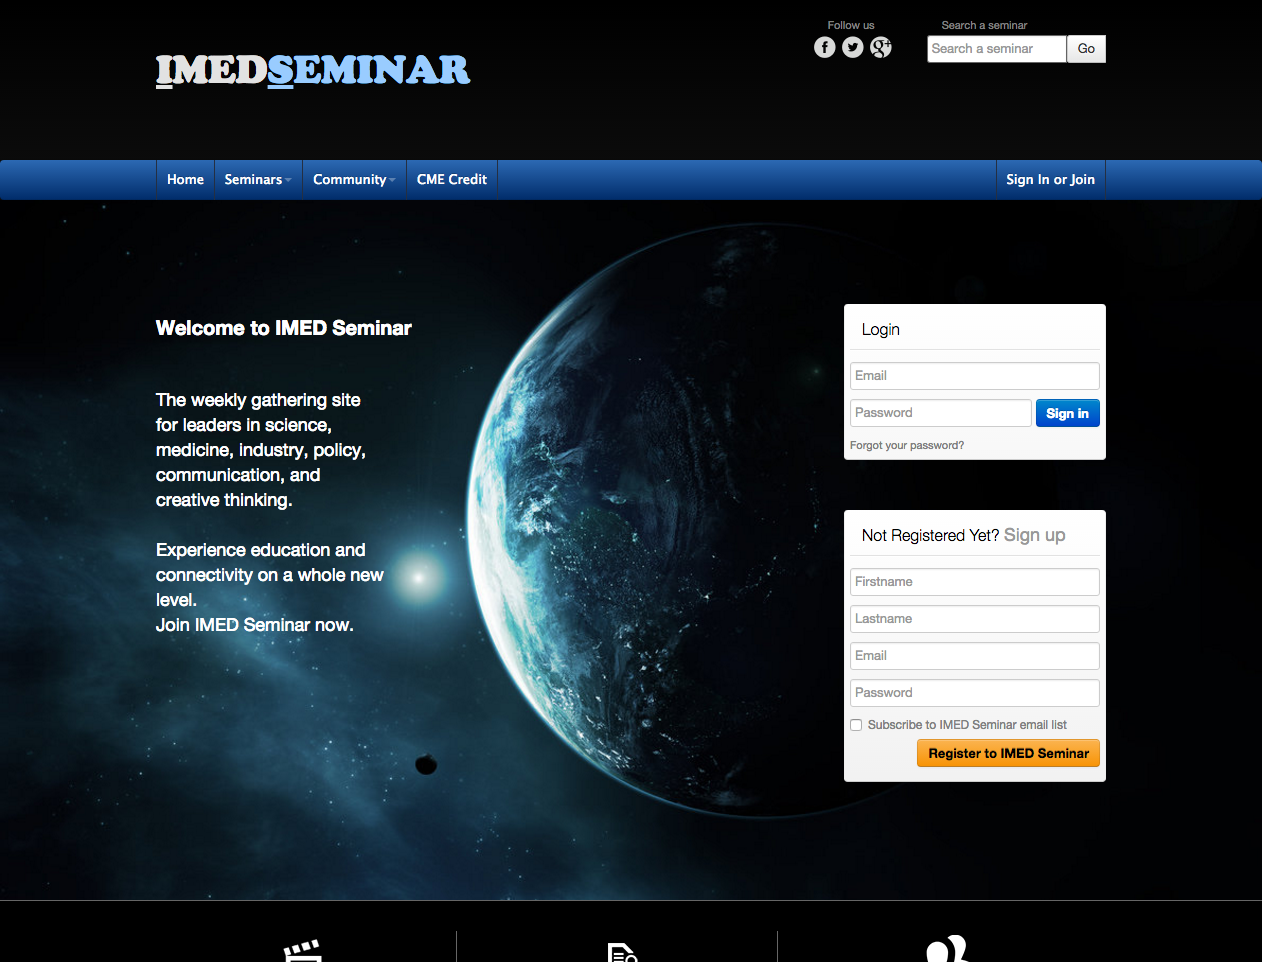 Follow us
Search a seminar
IMEDSEMINAR
Search a seminar
Go
Home
Seminars
Community
CME Credit
Sign In or Join
Welcome to IMED Seminar
The weekly gathering site
for leaders in science,
medicine, industry, policy,
communication, and
creative thinking.
Experience education and
connectivity on a whole new
level.
Join IMED Seminar now.
Login
Email
Password
Sign in
Forgot your password?
Not Registered Yet? Sign up
Firstname
Lastname
Email
Password
Subscribe to IMED Seminar email list
Register to IMED Seminar